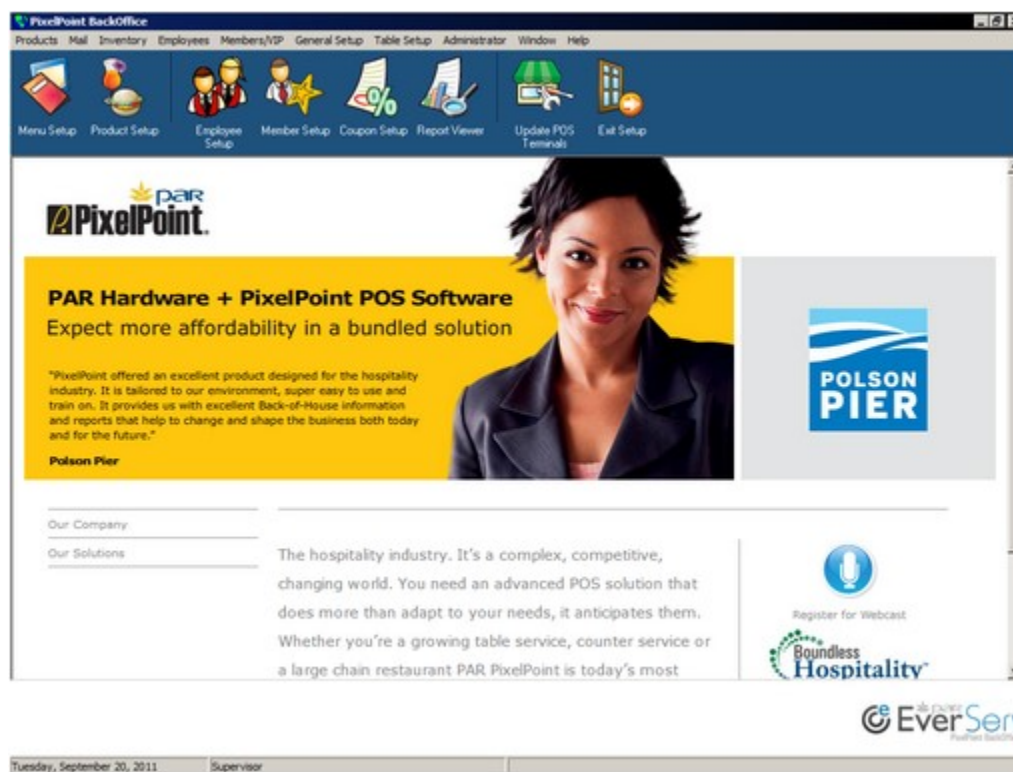 PixelPoint BackOffice
Products Mail Inventory Employees Members/VIP General Setup Table Setup Administrator Window Help
Menu Setup Product Setup Employee Setup Member Setup Coupon Setup Report Viewer Update POS Terminals Exit Setup
par
PixelPoint.
PAR Hardware + PixelPoint POS Software
Expect more affordability in a bundled solution
"PixelPoint offered an excellent product designed for the hospitality
industry. It is tailored to our environment, super easy to use and
train on. It provides us with excellent Back-of-House information
and reports that help to change and shape the business both today
and for the future."
Polson Pier
POLSON
PIER
Our Company
Our Solutions
The hospitality industry. It's a complex, competitive,
changing world. You need an advanced POS solution that
does more than adapt to your needs, it anticipates them.
Whether you're a growing table service, counter service or
a large chain restaurant PAR PixelPoint is today's most
Register for Webcast
Boundless
Hospitality
par
EverSer
Tuesday, September 20, 2011 Supervisor